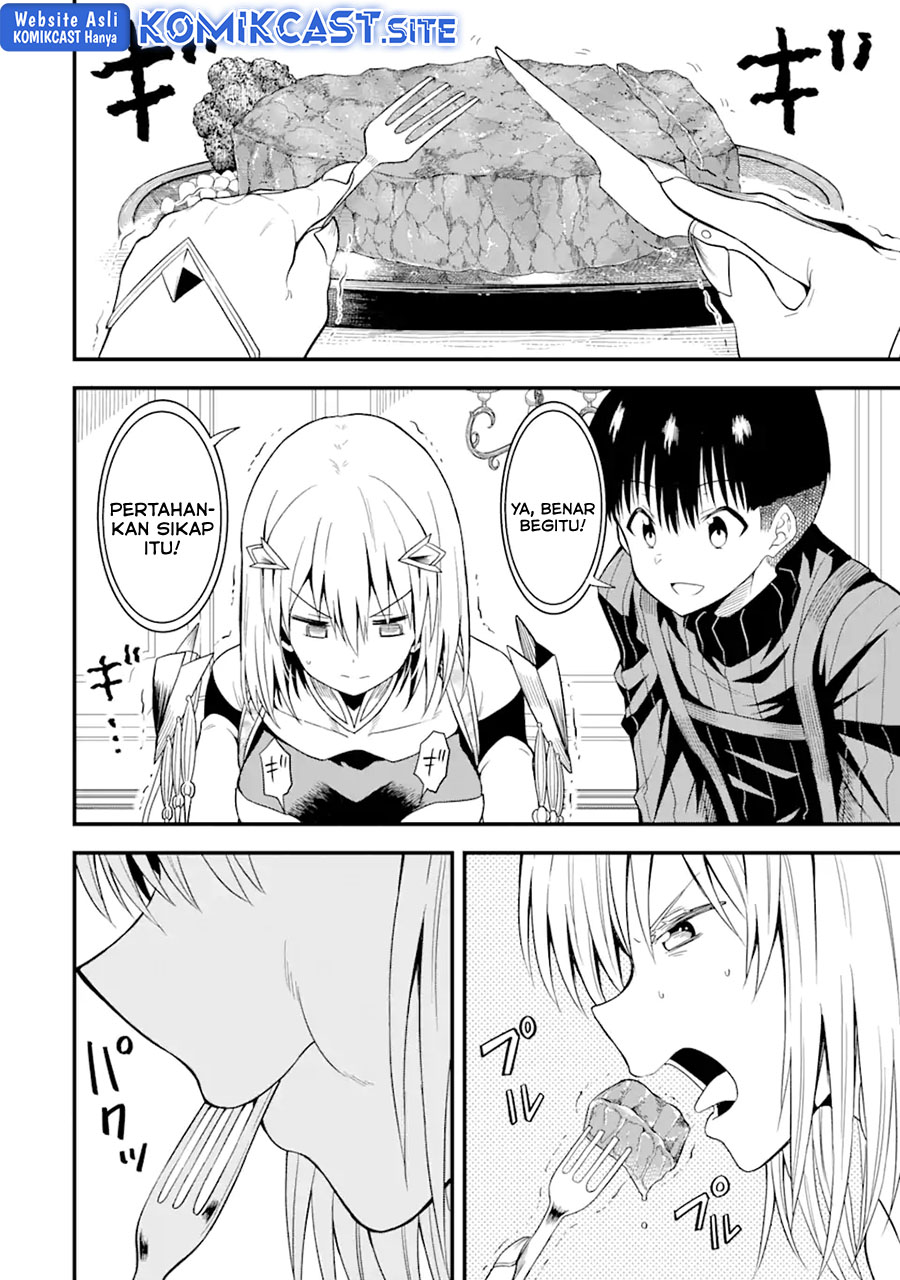 Website Asli
KOMIKCAST Hanya
KOMIKCAST.SITE
ギ
ギ
YA, BENAR
BEGITU!
PERTAHAN-
KAN SIKAP
ITU!
ギ…
ギ
ギ
プル
プル
パクッ